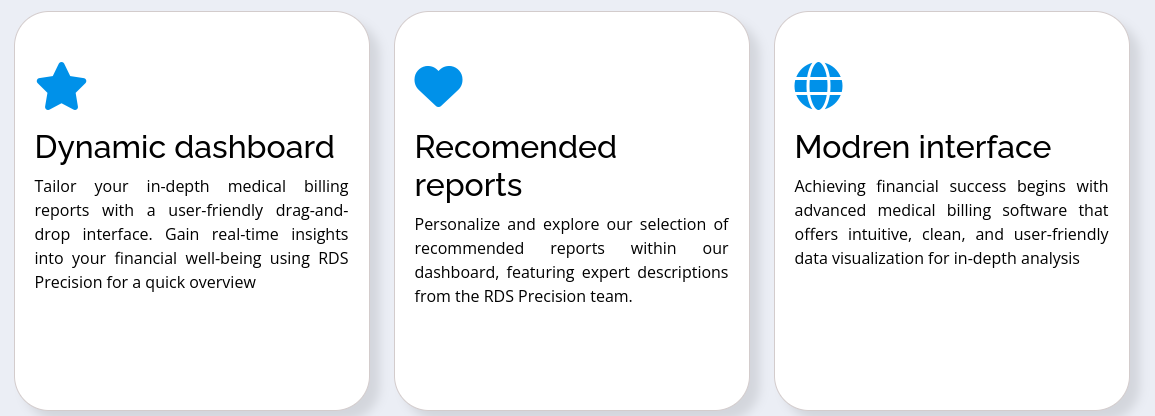 Dynamic dashboard
Tailor your in-depth medical billing
reports with a user-friendly drag-and-
drop interface. Gain real-time insights
into your financial well-being using RDS
Precision for a quick overview
Recomended
reports
Personalize and explore our selection of
recommended reports within our
dashboard, featuring expert descriptions
from the RDS Precision team.
Modren interface
Achieving financial success begins with
advanced medical billing software that
offers intuitive, clean, and user-friendly
data visualization for in-depth analysis